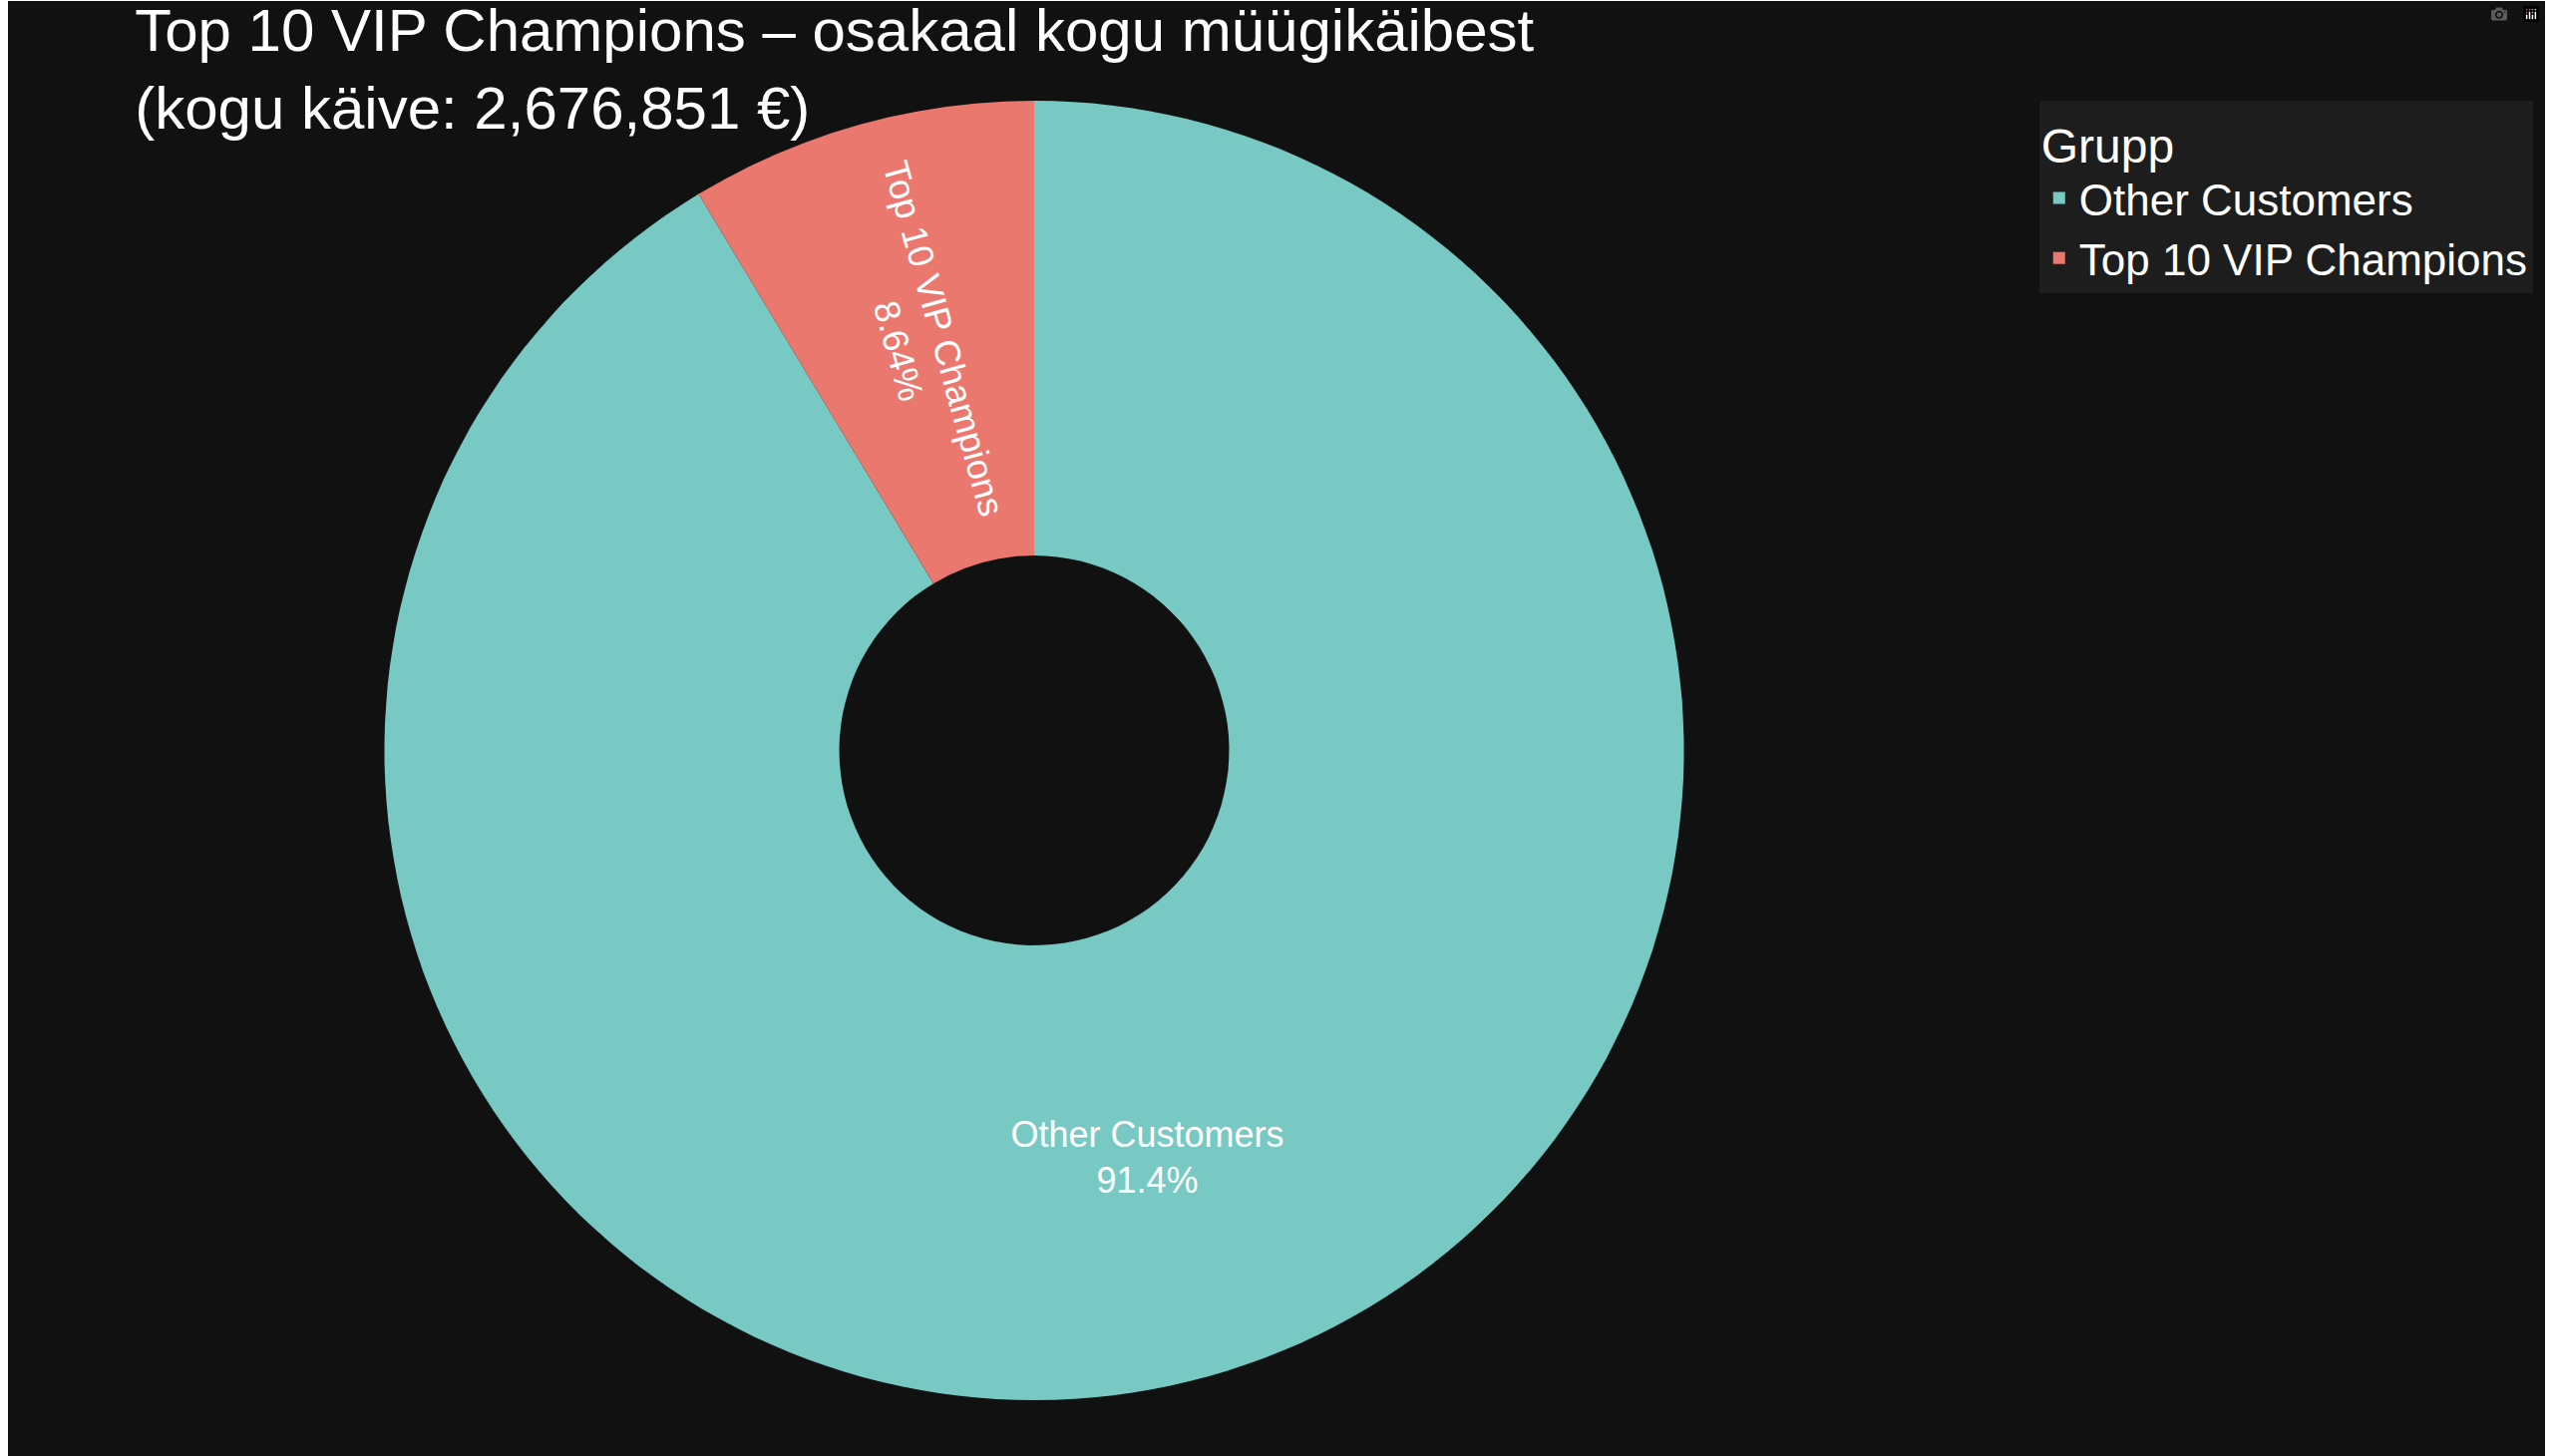 Top 10 VIP Champions – osakaal kogu müügikäibest
(kogu käive: 2,676,851 €)
Grupp
Other Customers
Top 10 VIP Champions
Top 10 VIP Champions
8.64%
Other Customers
91.4%